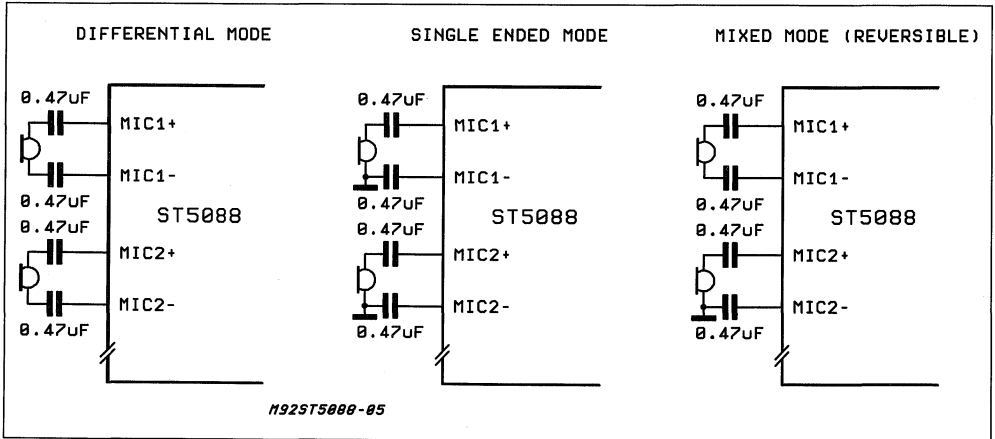 DIFFERENTIAL MODE
SINGLE ENDED MODE
MIXED MODE (REVERSIBLE)
0.47uF
MIC1+
MIC1-
0.47uF
ST5088
0.47uF
MIC2+
MIC2-
0.47uF
0.47uF
MIC1+
MIC1-
0.47uF
ST5088
0.47uF
MIC2+
MIC2-
0.47uF
0.47uF
MIC1+
MIC1-
0.47uF
ST5088
0.47uF
MIC2+
MIC2-
0.47uF
M92ST5088-05